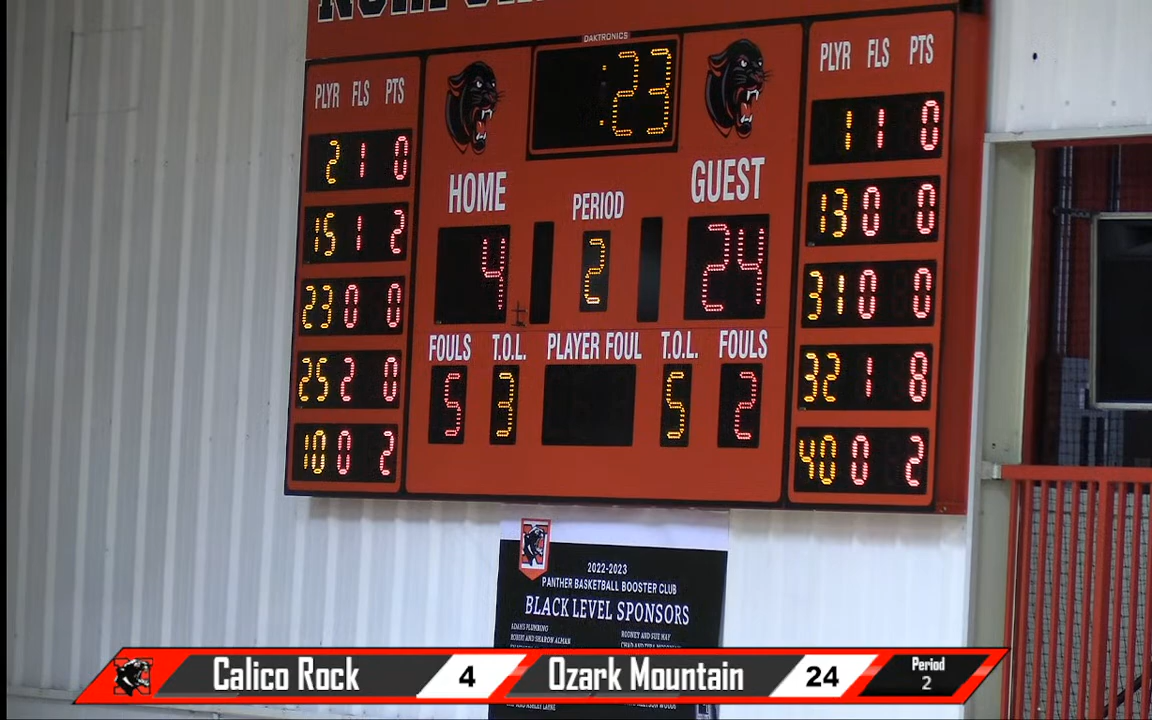 DAKTRONICS
:23
PLYR FLS PTS
2 1 0
15 1 2
23 0 0
25 2 0
10 0 2
HOME
4
PERIOD
2
GUEST
24
FOULS T.O.L. PLAYER FOUL T.O.L. FOULS
5 3 5 2
PLYR FLS PTS
1 1 0
13 0 0
31 0 0
32 1 8
40 0 2
2022-2023
PANTHER BASKETBALL BOOSTER CLUB
BLACK LEVEL SPONSORS
ADAMS PLUMBING
ROBERT AND SHARON
RODNEY AND SUE HAY
Calico Rock 4 Ozark Mountain 24 Period
2